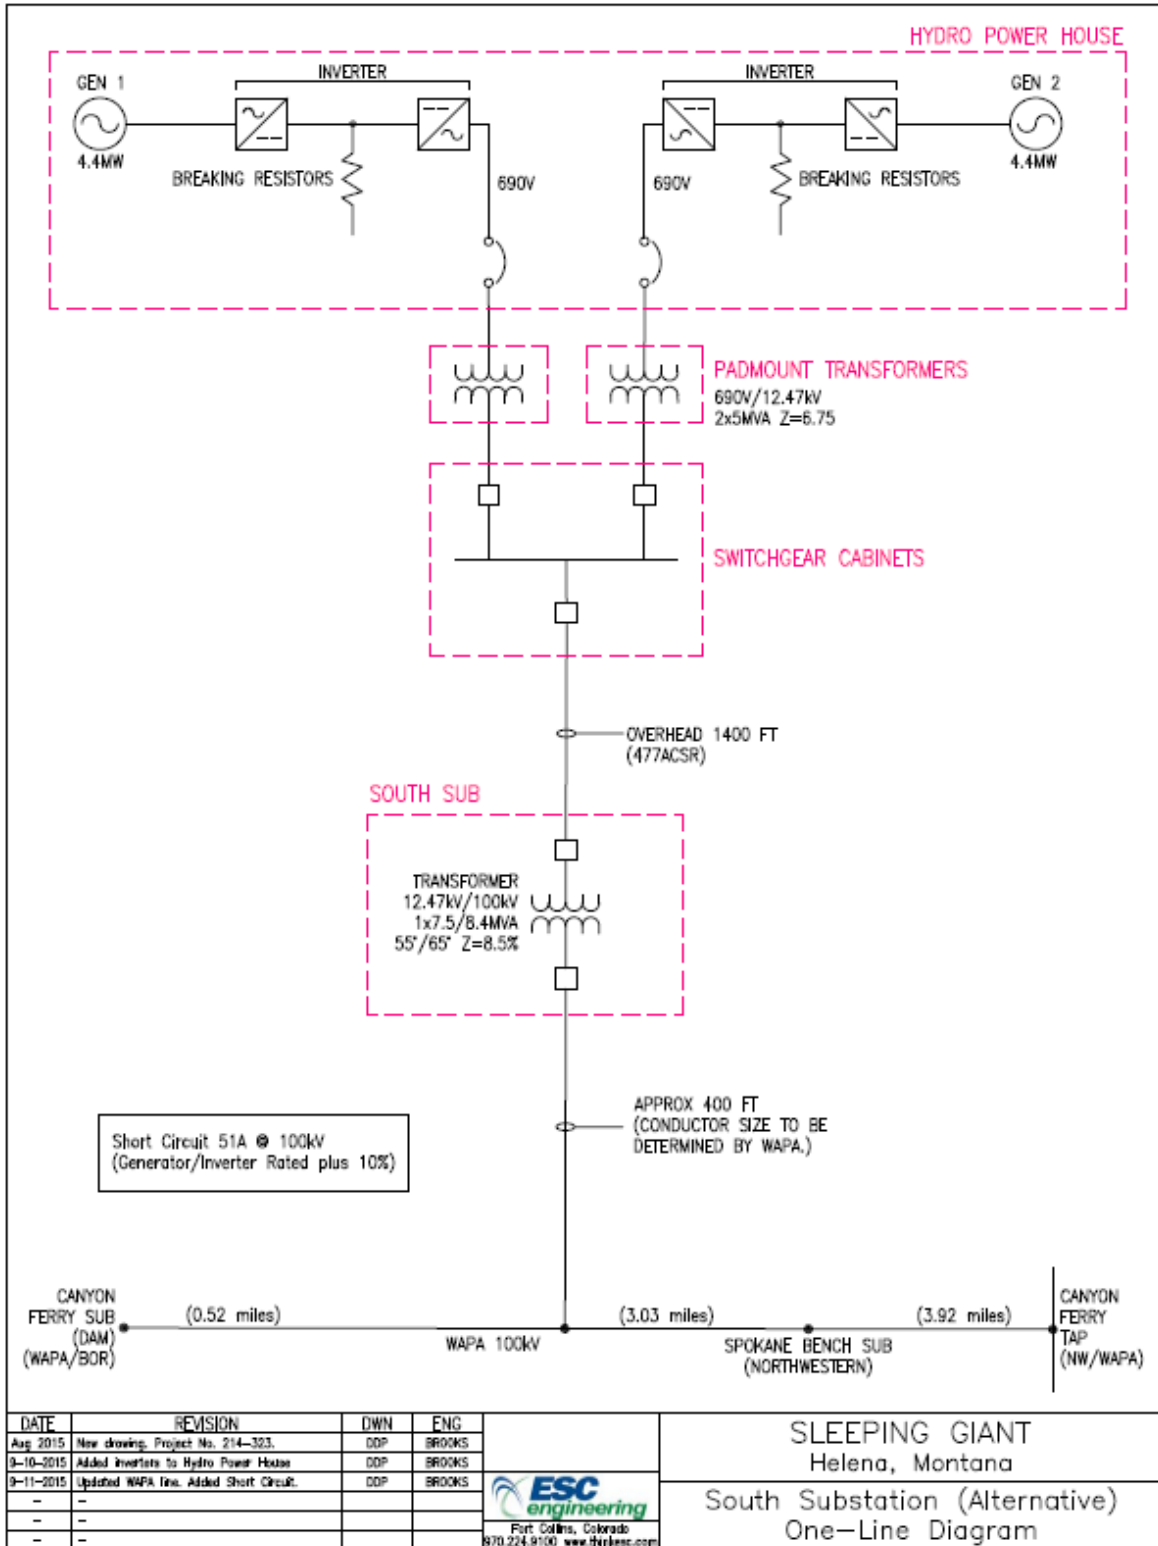 HYDRO POWER HOUSE
GEN 1
INVERTER
INVERTER
GEN 2
4.4MW
4.4MW
BREAKING RESISTORS
690V
690V
BREAKING RESISTORS
PADMOUNT TRANSFORMERS
690V/12.47kV
2x5MVA Z=6.75
SWITCHGEAR CABINETS
OVERHEAD 1400 FT
(477ACSR)
SOUTH SUB
TRANSFORMER
12.47kV/100kV
1x7.5/8.4MVA
55°/65° Z=8.5%
APPROX 400 FT
(CONDUCTOR SIZE TO BE
DETERMINED BY WAPA.)
Short Circuit 51A @ 100kV
(Generator/Inverter Rated plus 10%)
CANYON
FERRY SUB
(DAM)
(WAPA/BOR)
(0.52 miles)
WAPA 100kV
(3.03 miles)
SPOKANE BENCH SUB
(NORTHWESTERN)
(3.92 miles)
CANYON
FERRY
TAP
(NW/WAPA)
DATE REVISION DWN ENG
Aug 2015 New drawing. Project No. 214-323. DDP BROOKS
9-10-2015 Added inverters to Hydro Power House DDP BROOKS
9-11-2015 Updated WAPA line. Added Short Circuit. DDP BROOKS
- -
- -
- -
ESC
engineering
Fort Collins, Colorado
970.224.9100 www.thinkesc.com
SLEEPING GIANT
Helena, Montana
South Substation (Alternative)
One-Line Diagram